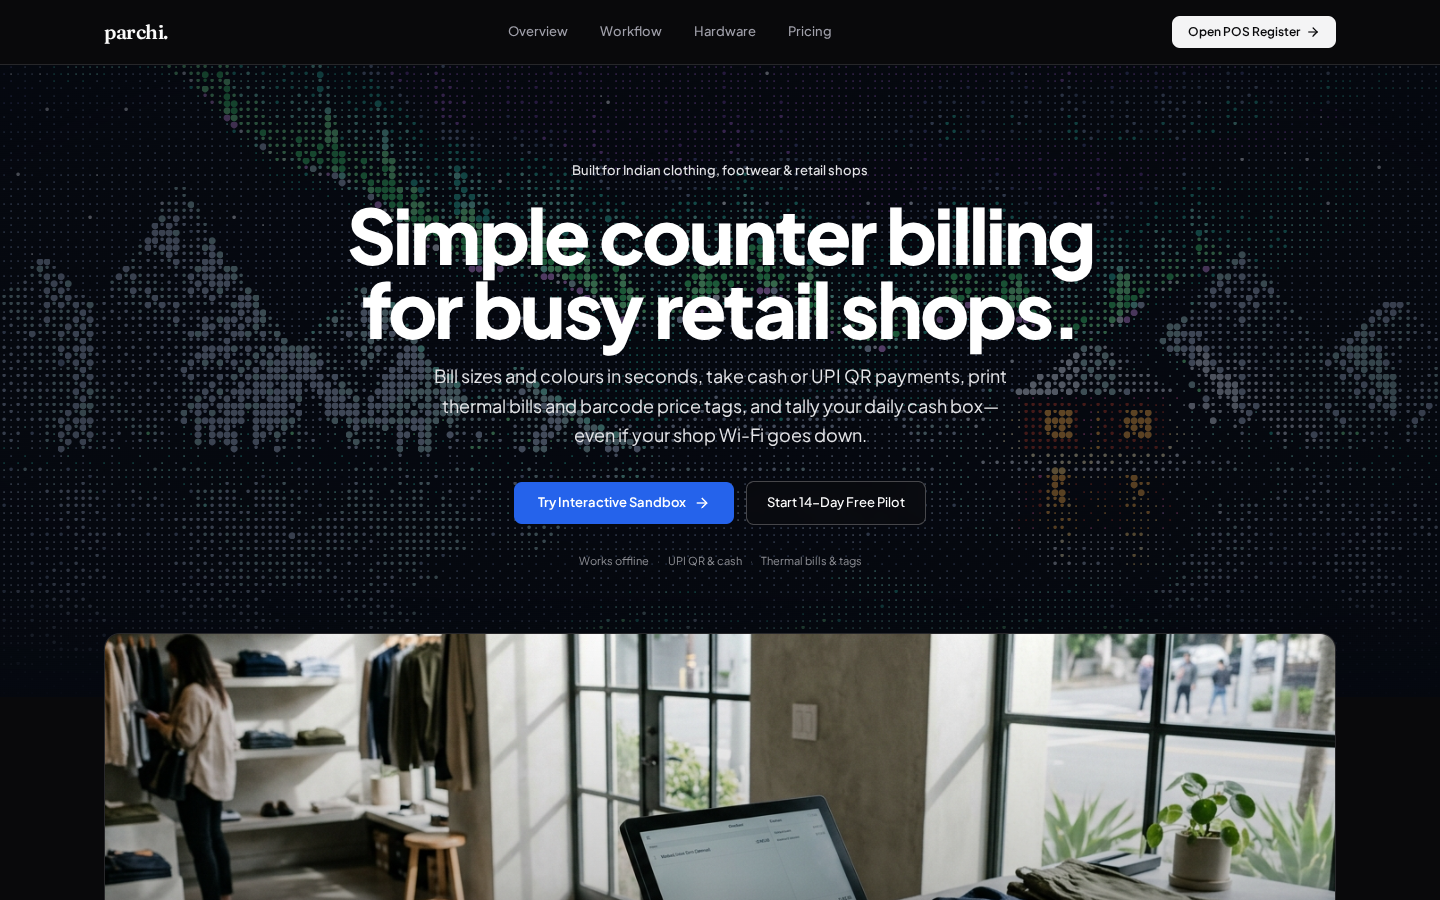 parchi.
Overview
Workflow
Hardware
Pricing
Open POS Register
Built for Indian clothing, footwear & retail shops
Simple counter billing
for busy retail shops.
Bill sizes and colours in seconds, take cash or UPI QR payments, print
thermal bills and barcode price tags, and tally your daily cash box—
even if your shop Wi-Fi goes down.
Try Interactive Sandbox
Start 14-Day Free Pilot
Works offline · UPI QR & cash · Thermal bills & tags